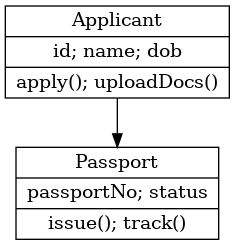 Applicant
id; name; dob
apply(); uploadDocs()
Passport
passportNo; status
issue(); track()